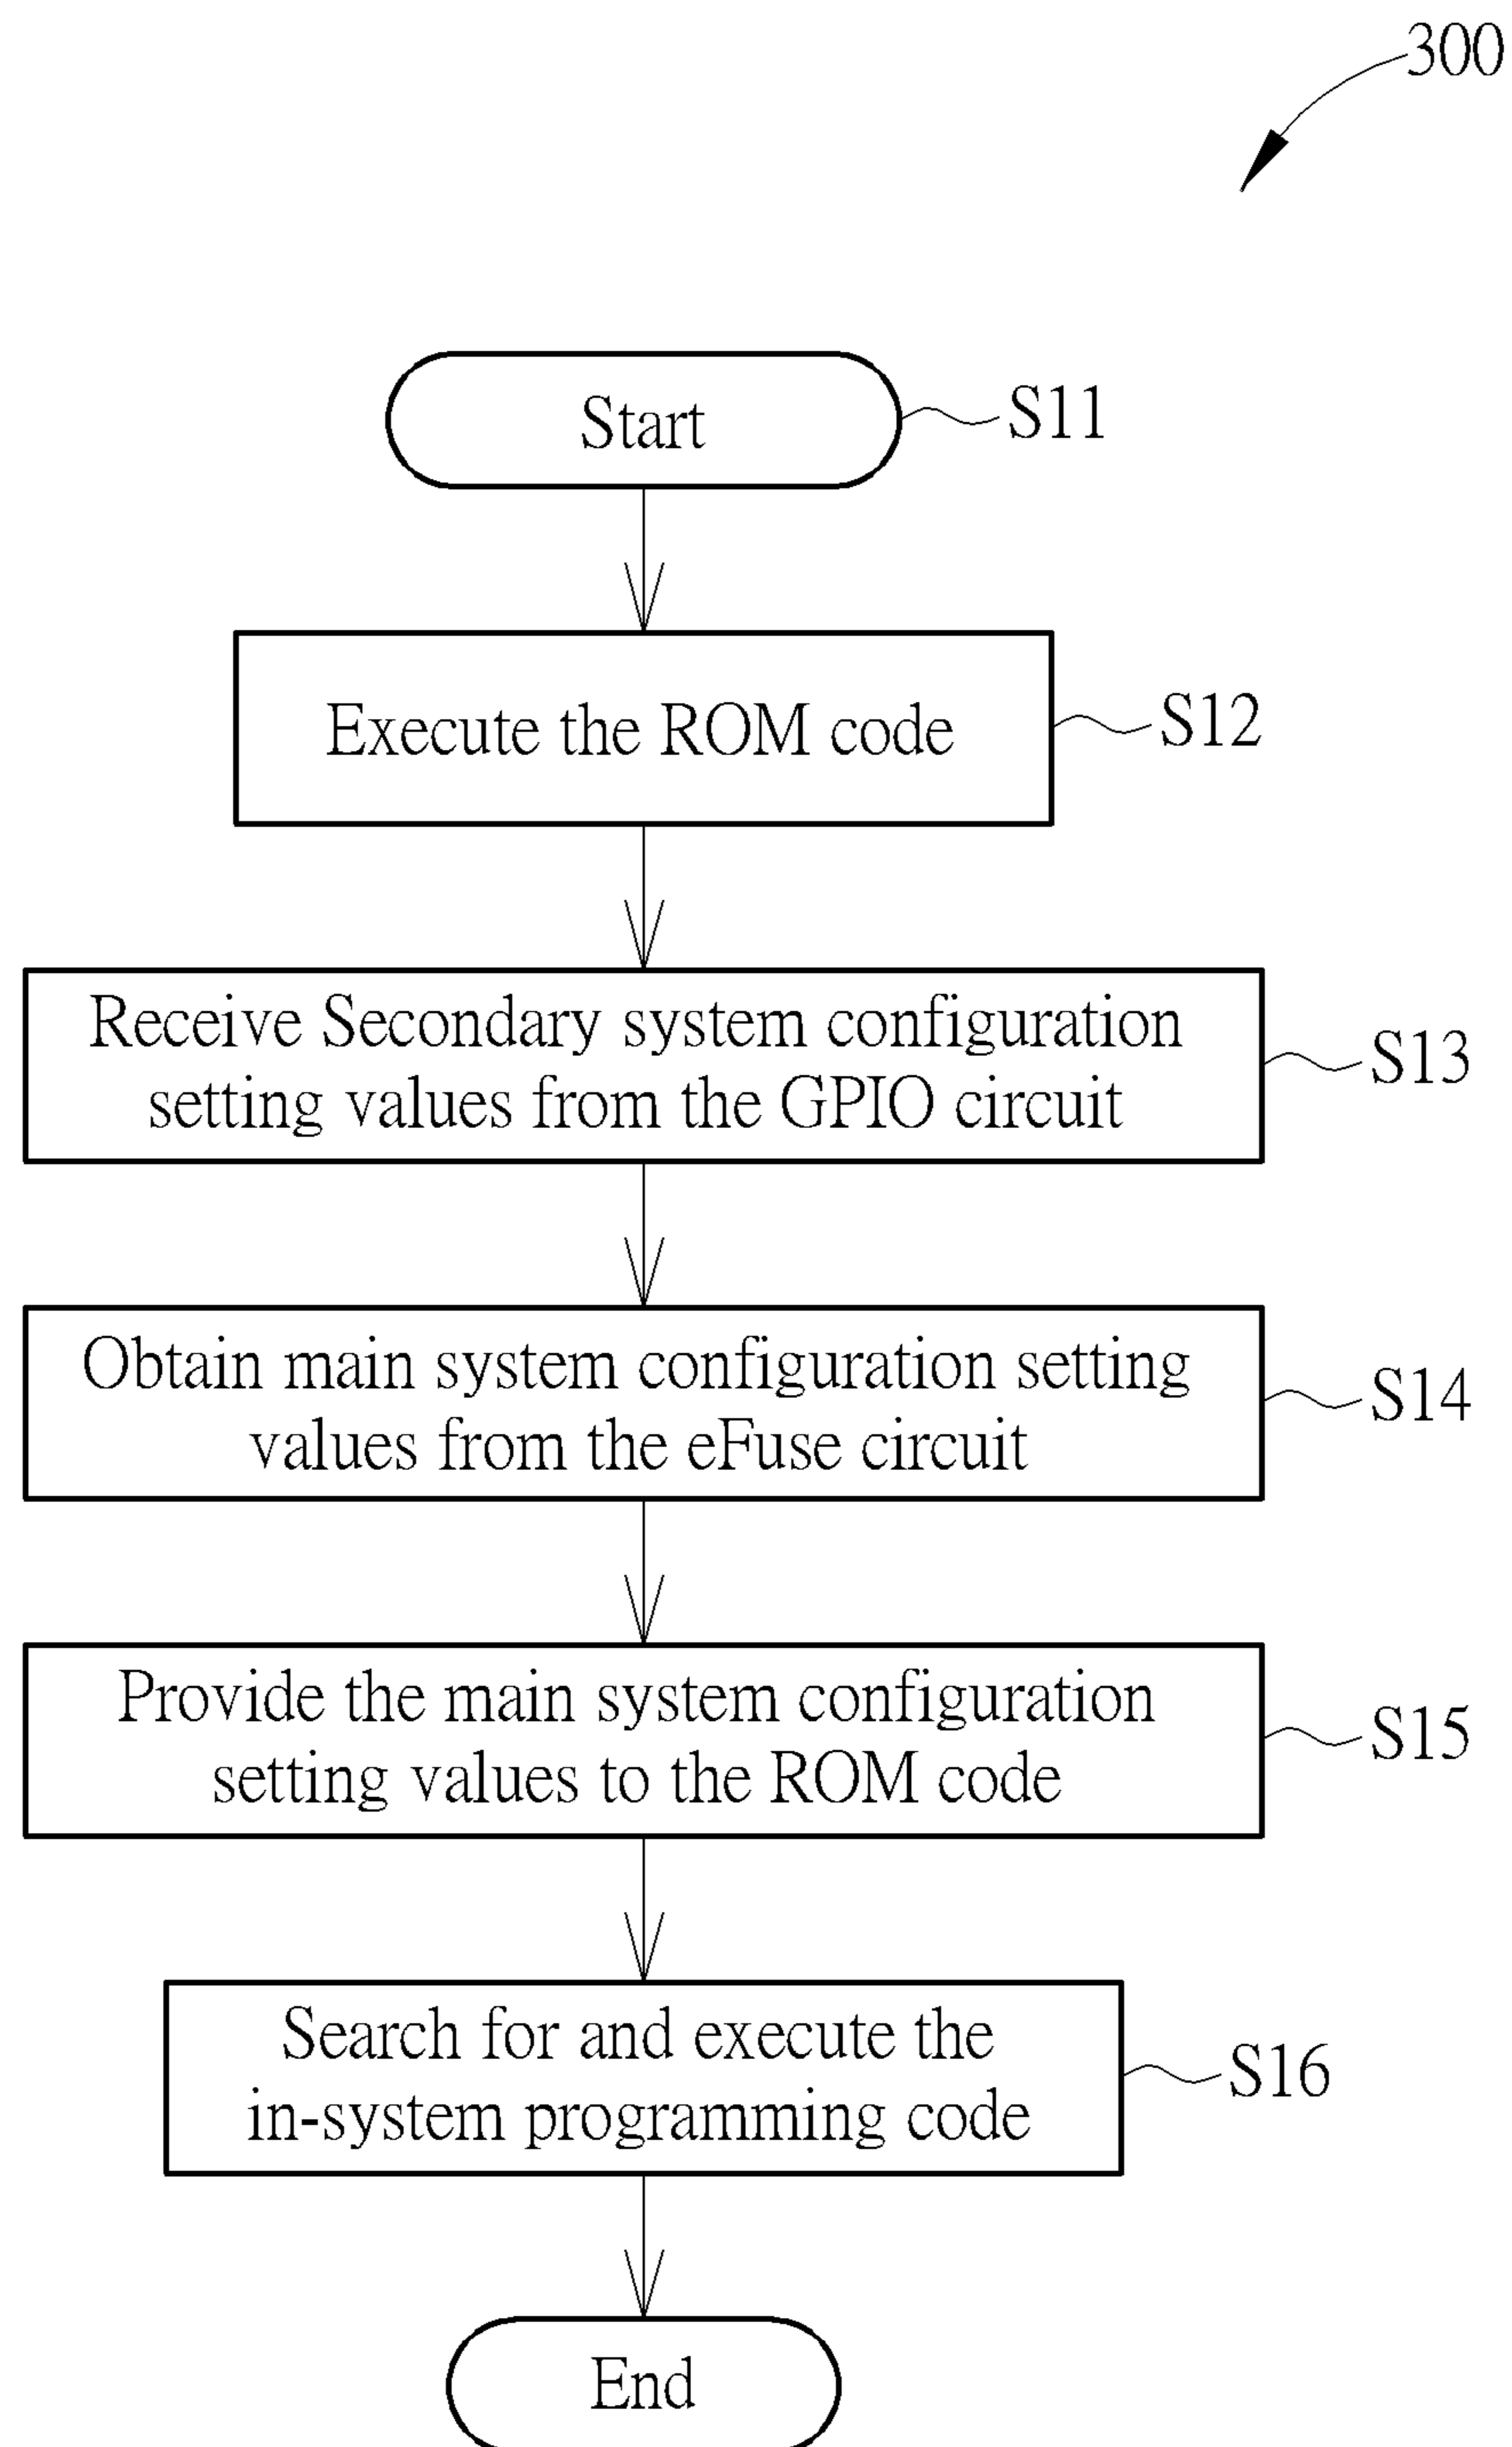 300
Start
S11
Execute the ROM code
S12
Receive Secondary system configuration
setting values from the GPIO circuit
S13
Obtain main system configuration setting
values from the eFuse circuit
S14
Provide the main system configuration
setting values to the ROM code
S15
Search for and execute the
in-system programming code
S16
End